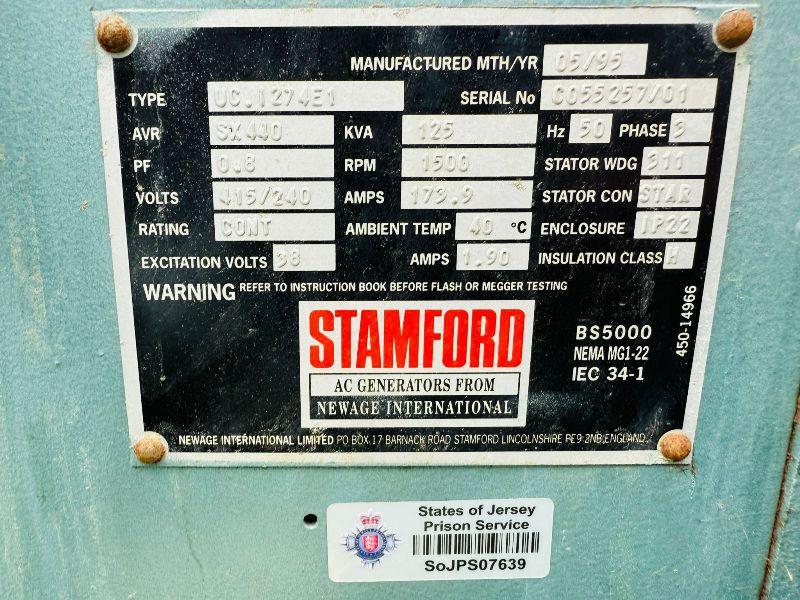 MANUFACTURED MTH/YR 05/95
TYPE UC.1274E1 SERIAL No C055257/01
AVR SX440 KVA 125 Hz 50 PHASE 3
PF 0.8 RPM 1500 STATOR WDG 311
VOLTS 415/240 AMPS 173.9 STATOR CON STAR
RATING CONT AMBIENT TEMP 40 °C ENCLOSURE IP22
EXCITATION VOLTS 38 AMPS 1.90 INSULATION CLASS H
WARNING REFER TO INSTRUCTION BOOK BEFORE FLASH OR MEGGER TESTING
STAMFORD
AC GENERATORS FROM
NEWAGE INTERNATIONAL
BS5000
NEMA MG1-22
IEC 34-1
450-14966
NEWAGE INTERNATIONAL LIMITED PO BOX 17 BARNACK ROAD STAMFORD LINCOLNSHIRE PE9 2NB, ENGLAND.
States of Jersey
Prison Service
SoJPS07639